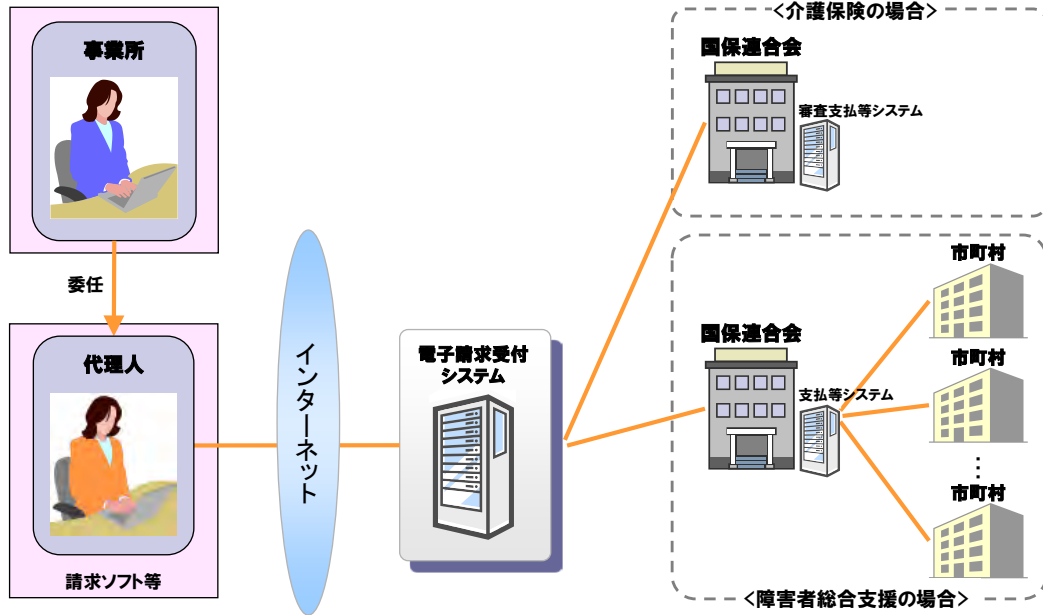 事業所
委任
代理人
請求ソフト等
インターネット
電子請求受付
システム
<介護保険の場合>
国保連合会
審査支払等システム
国保連合会
支払等システム
市町村
市町村
⋮
市町村
<障害者総合支援の場合>